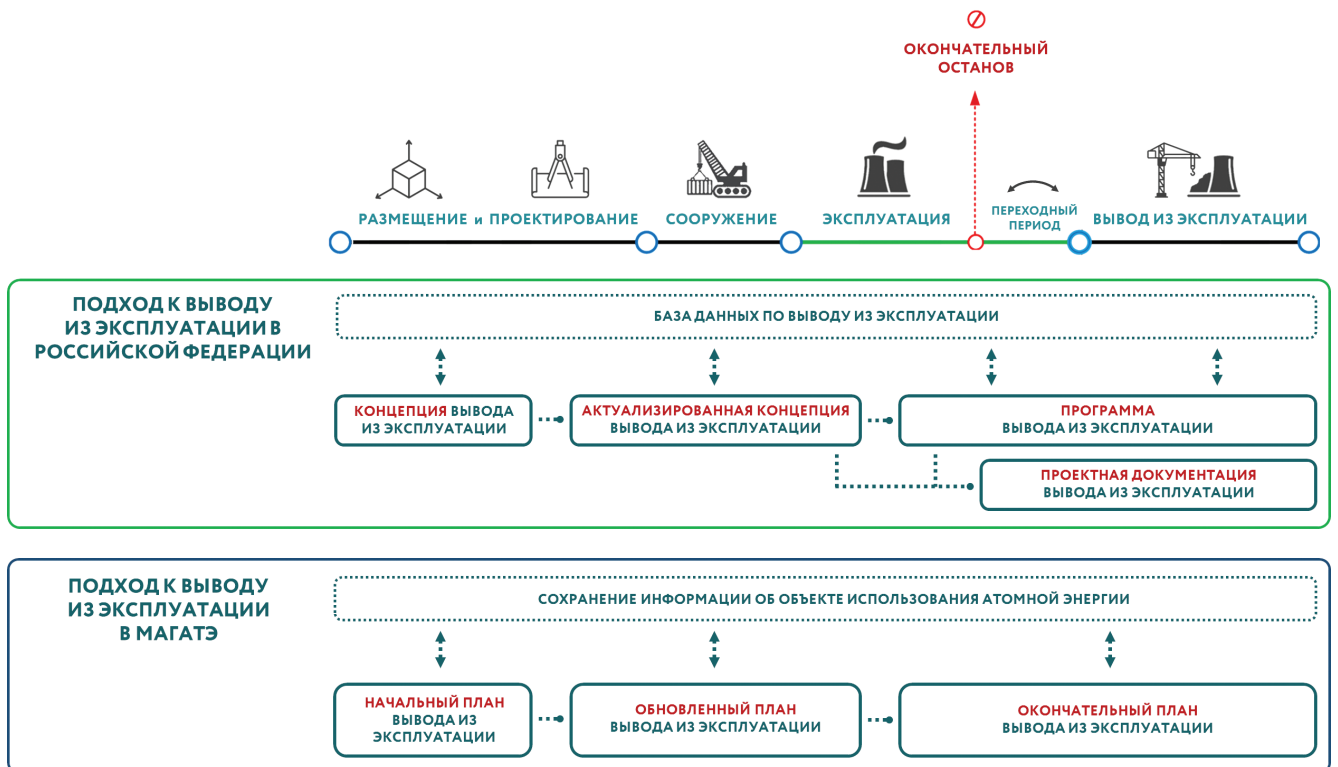 ОКОНЧАТЕЛЬНЫЙ
ОСТАНОВ
РАЗМЕЩЕНИЕ и ПРОЕКТИРОВАНИЕ
СООРУЖЕНИЕ
ЭКСПЛУАТАЦИЯ
ПЕРЕХОДНЫЙ
ПЕРИОД
ВЫВОД ИЗ ЭКСПЛУАТАЦИИ
ПОДХОД К ВЫВОДУ
ИЗ ЭКСПЛУАТАЦИИ В
РОССИЙСКОЙ ФЕДЕРАЦИИ
БАЗА ДАННЫХ ПО ВЫВОДУ ИЗ ЭКСПЛУАТАЦИИ
КОНЦЕПЦИЯ ВЫВОДА
ИЗ ЭКСПЛУАТАЦИИ
АКТУАЛИЗИРОВАННАЯ КОНЦЕПЦИЯ
ВЫВОДА ИЗ ЭКСПЛУАТАЦИИ
ПРОГРАММА
ВЫВОДА ИЗ ЭКСПЛУАТАЦИИ
ПРОЕКТНАЯ ДОКУМЕНТАЦИЯ
ВЫВОДА ИЗ ЭКСПЛУАТАЦИИ
ПОДХОД К ВЫВОДУ
ИЗ ЭКСПЛУАТАЦИИ
В МАГАТЭ
СОХРАНЕНИЕ ИНФОРМАЦИИ ОБ ОБЪЕКТЕ ИСПОЛЬЗОВАНИЯ АТОМНОЙ ЭНЕРГИИ
НАЧАЛЬНЫЙ ПЛАН
ВЫВОДА ИЗ
ЭКСПЛУАТАЦИИ
ОБНОВЛЕННЫЙ ПЛАН
ВЫВОДА ИЗ ЭКСПЛУАТАЦИИ
ОКОНЧАТЕЛЬНЫЙ ПЛАН
ВЫВОДА ИЗ ЭКСПЛУАТАЦИИ